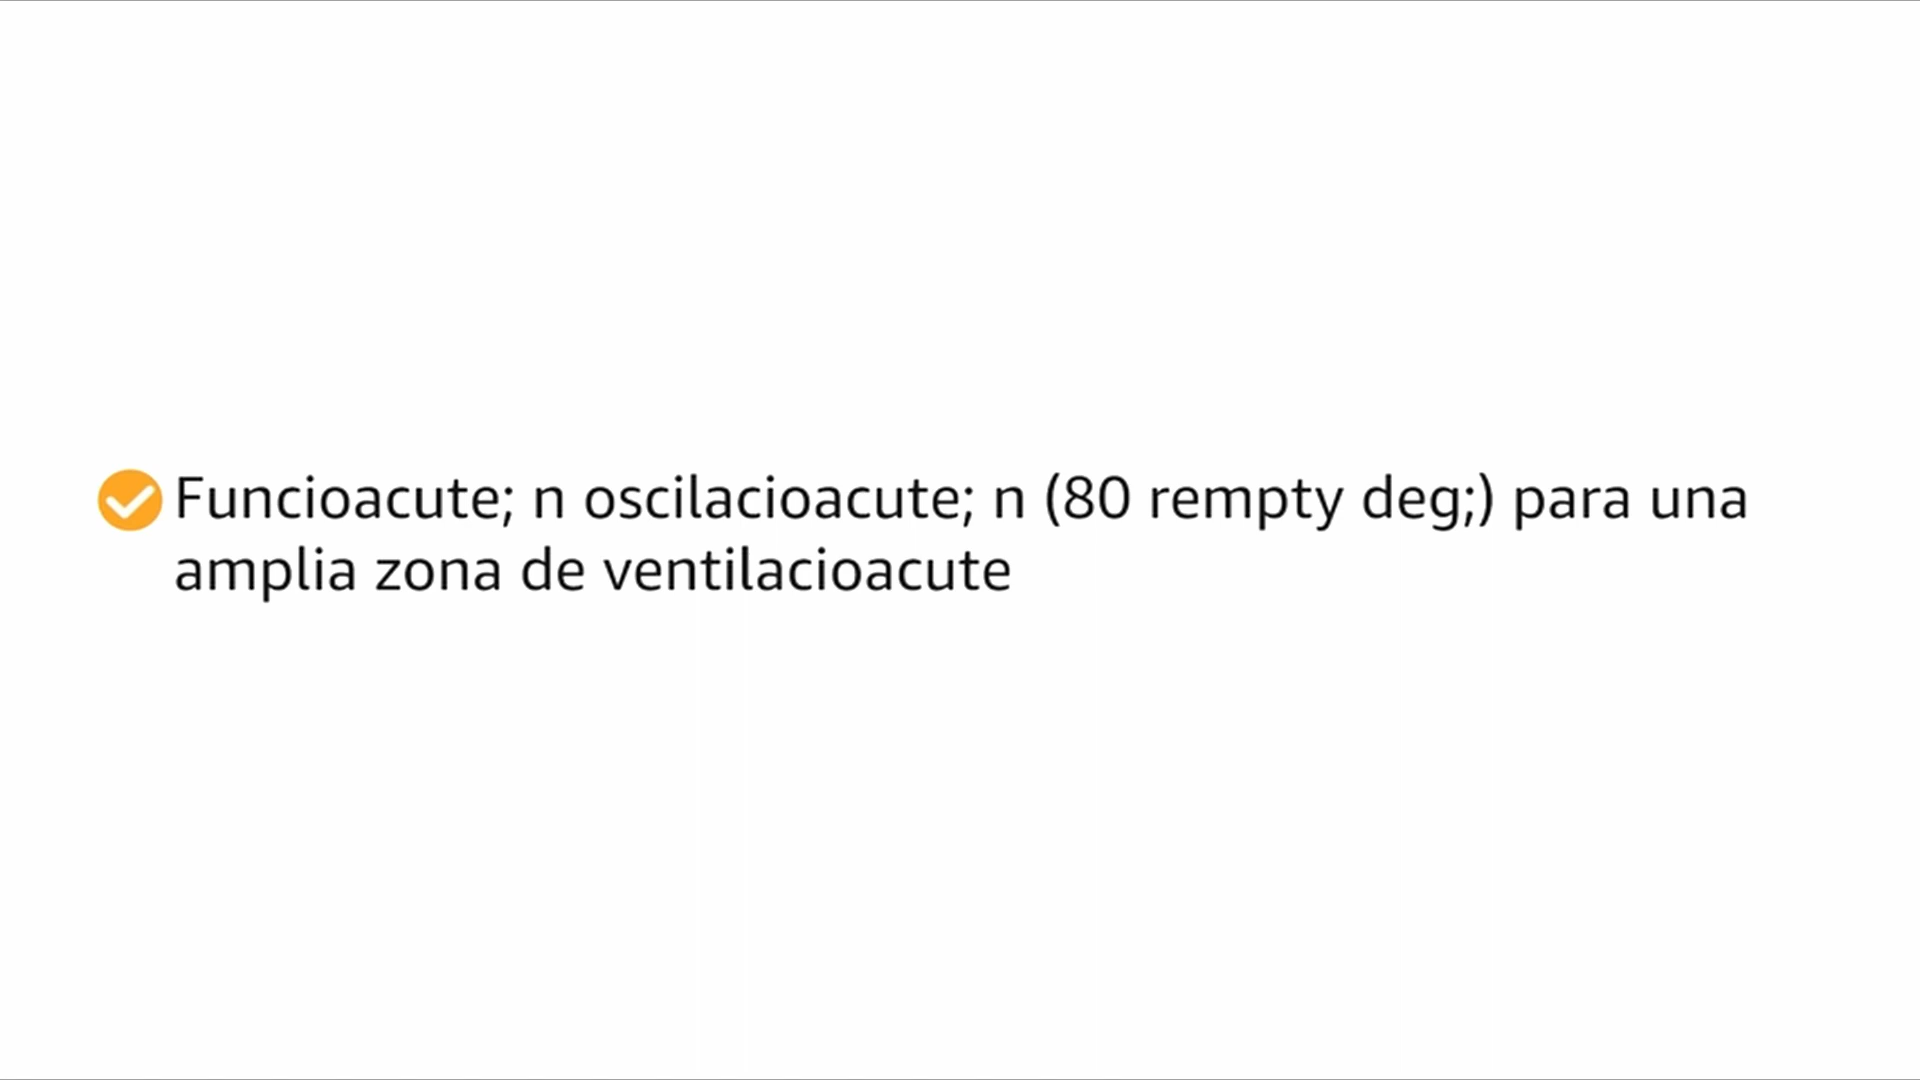 Funcioacute; n oscilacioacute; n (80 rempty deg;) para una
amplia zona de ventilacioacute